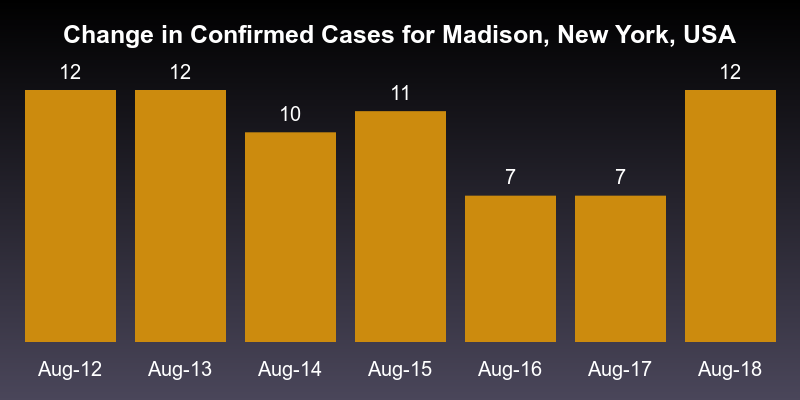 Change in Confirmed Cases for Madison, New York, USA
12 12 10 11 7 7 12
Aug-12 Aug-13 Aug-14 Aug-15 Aug-16 Aug-17 Aug-18